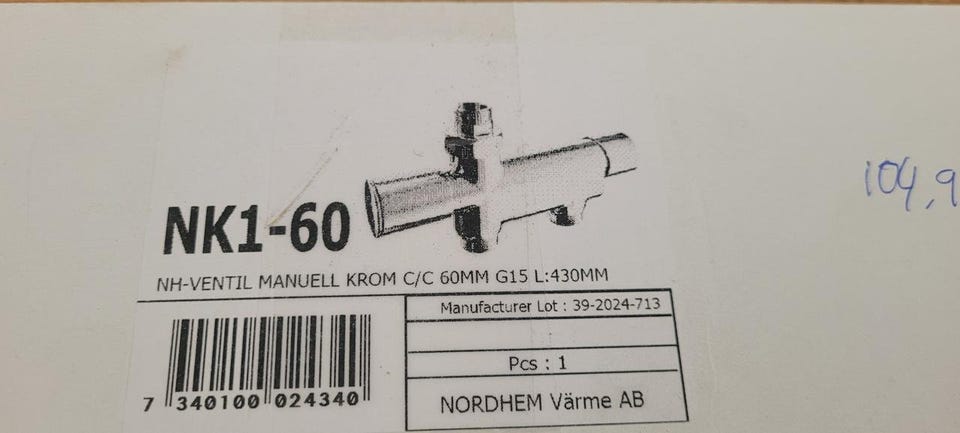 104,9
NK1-60
NH-VENTIL MANUELL KROM C/C 60MM G15 L:430MM
Manufacturer Lot : 39-2024-713
Pcs : 1
NORDHEM Värme AB
7 340100 024340